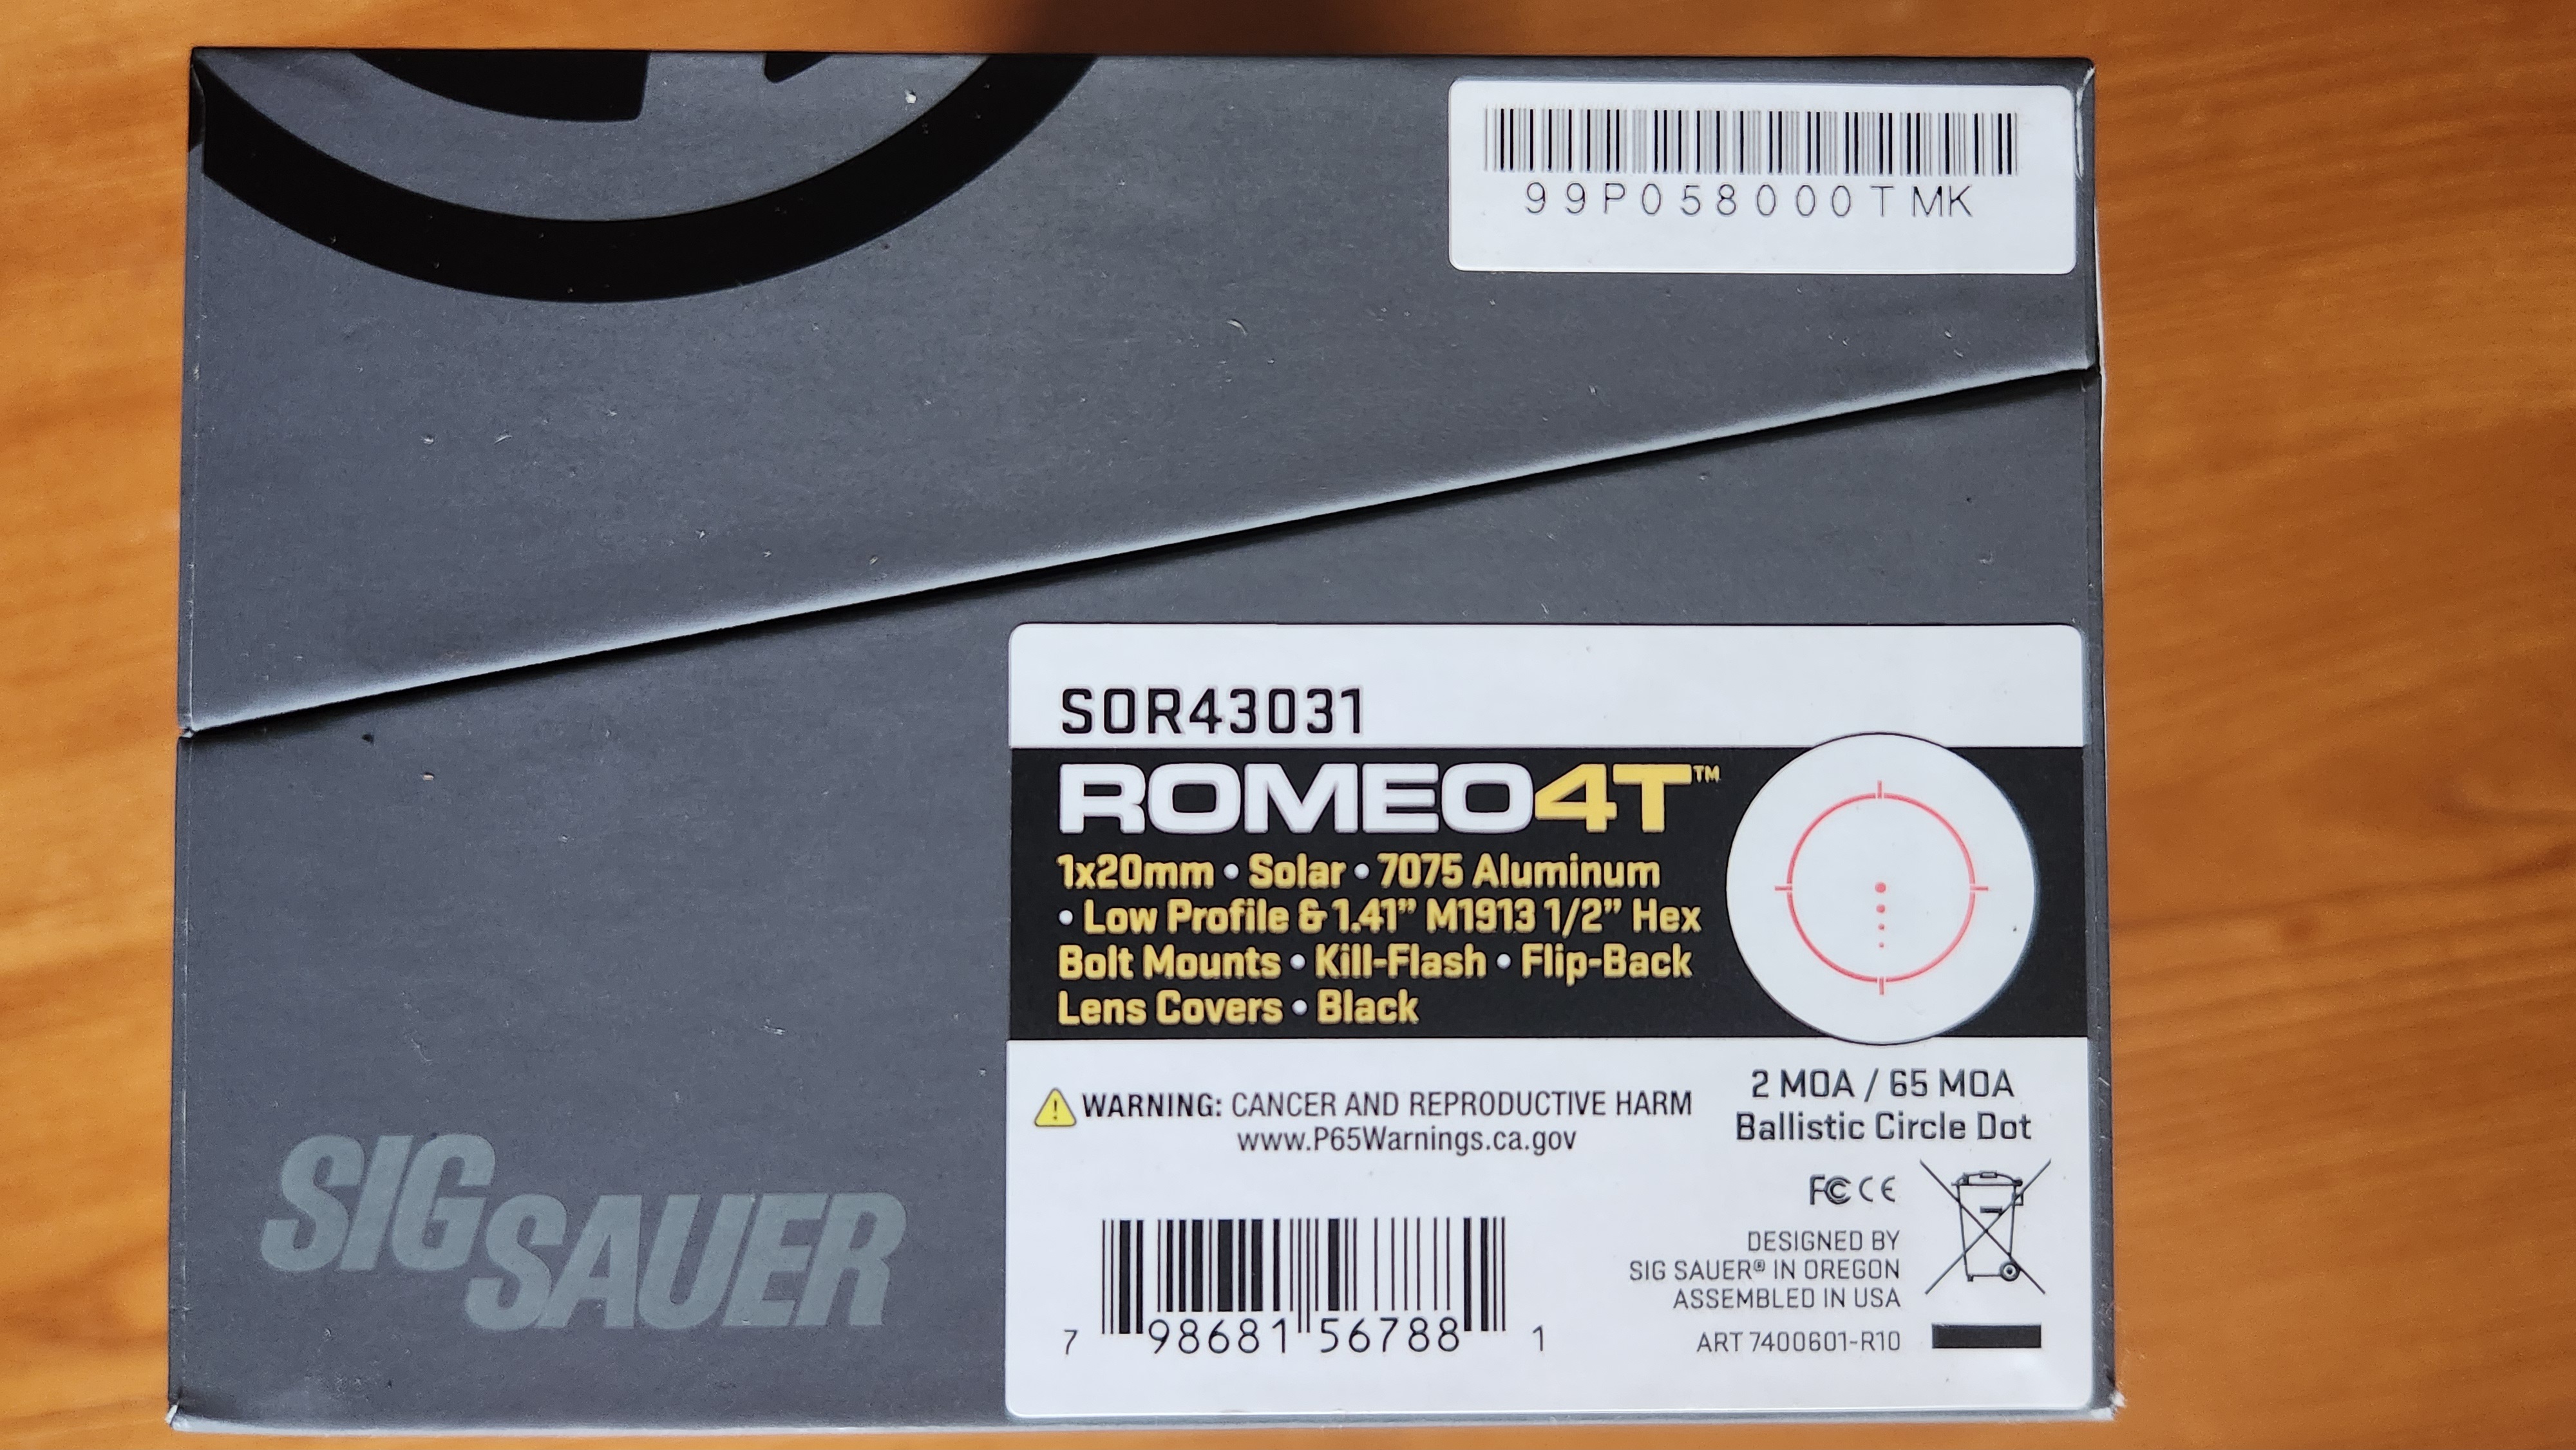 99P058000TMK
SOR43031
ROMEO4T™
1x20mm • Solar • 7075 Aluminum
• Low Profile & 1.41” M1913 1/2” Hex
Bolt Mounts • Kill-Flash • Flip-Back
Lens Covers • Black
⚠ WARNING: CANCER AND REPRODUCTIVE HARM
www.P65Warnings.ca.gov
2 MOA / 65 MOA
Ballistic Circle Dot
FC CE
DESIGNED BY
SIG SAUER® IN OREGON
ASSEMBLED IN USA
ART 7400601-R10
7 98681 56788 1
SIG SAUER